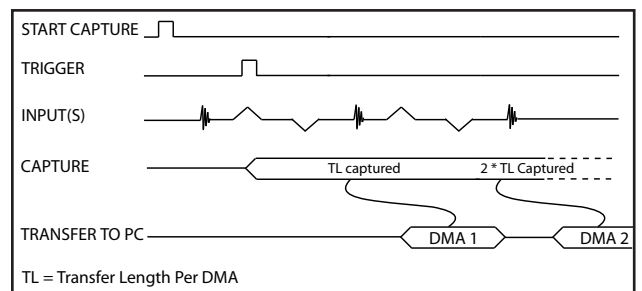 START CAPTURE
TRIGGER
INPUT(S)
CAPTURE
TL captured
2 * TL Captured
TRANSFER TO PC
DMA 1
DMA 2
TL = Transfer Length Per DMA